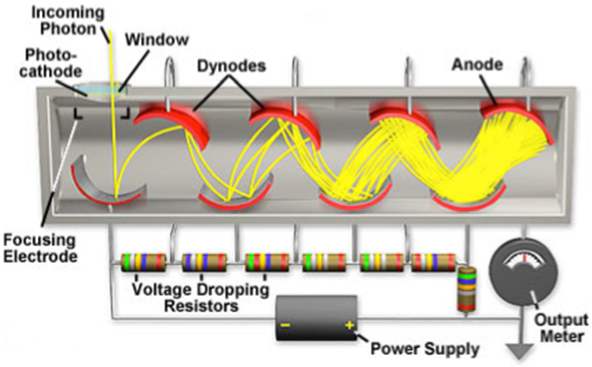 Incoming
Photon
Photo-
cathode
Window
Dynodes
Anode
Focusing
Electrode
Voltage Dropping
Resistors
− +
Power Supply
Output
Meter